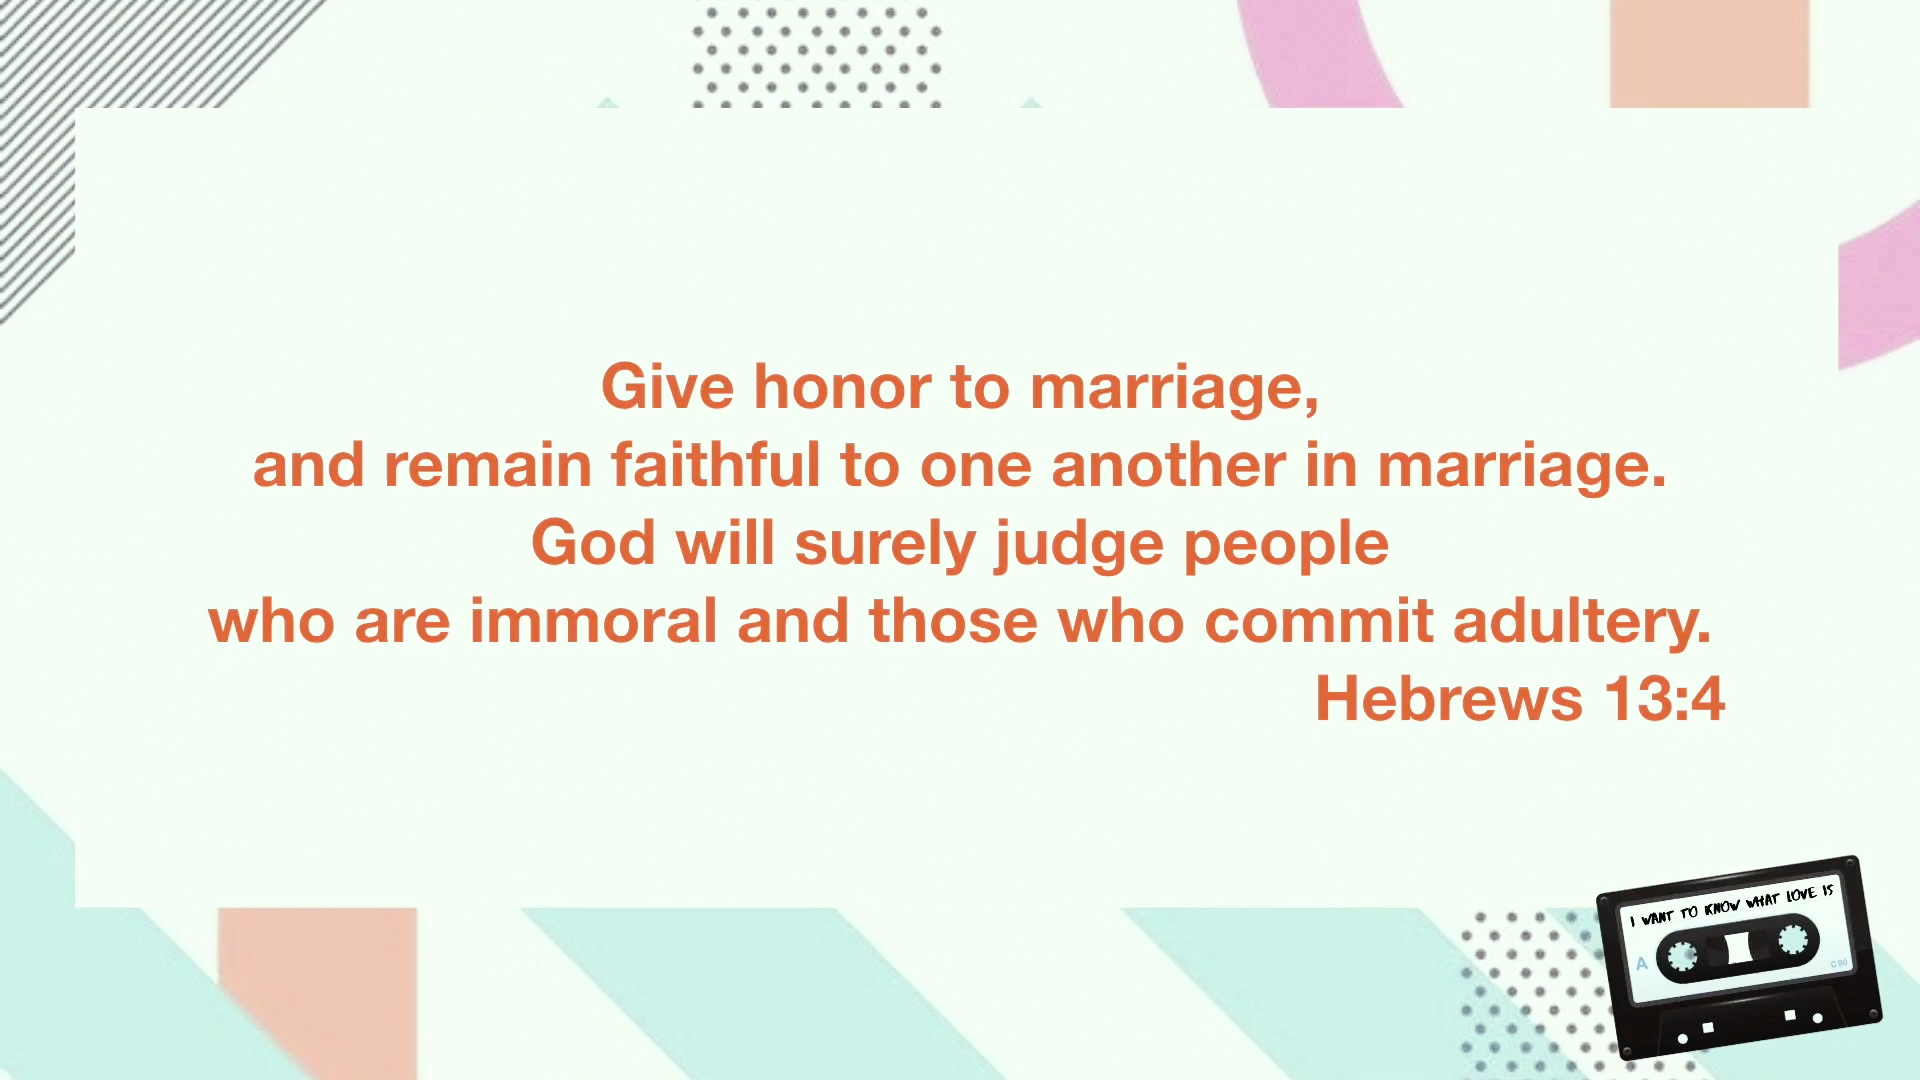 Give honor to marriage,
and remain faithful to one another in marriage.
God will surely judge people
who are immoral and those who commit adultery.
Hebrews 13:4
I WANT TO KNOW WHAT LOVE IS
A
C90